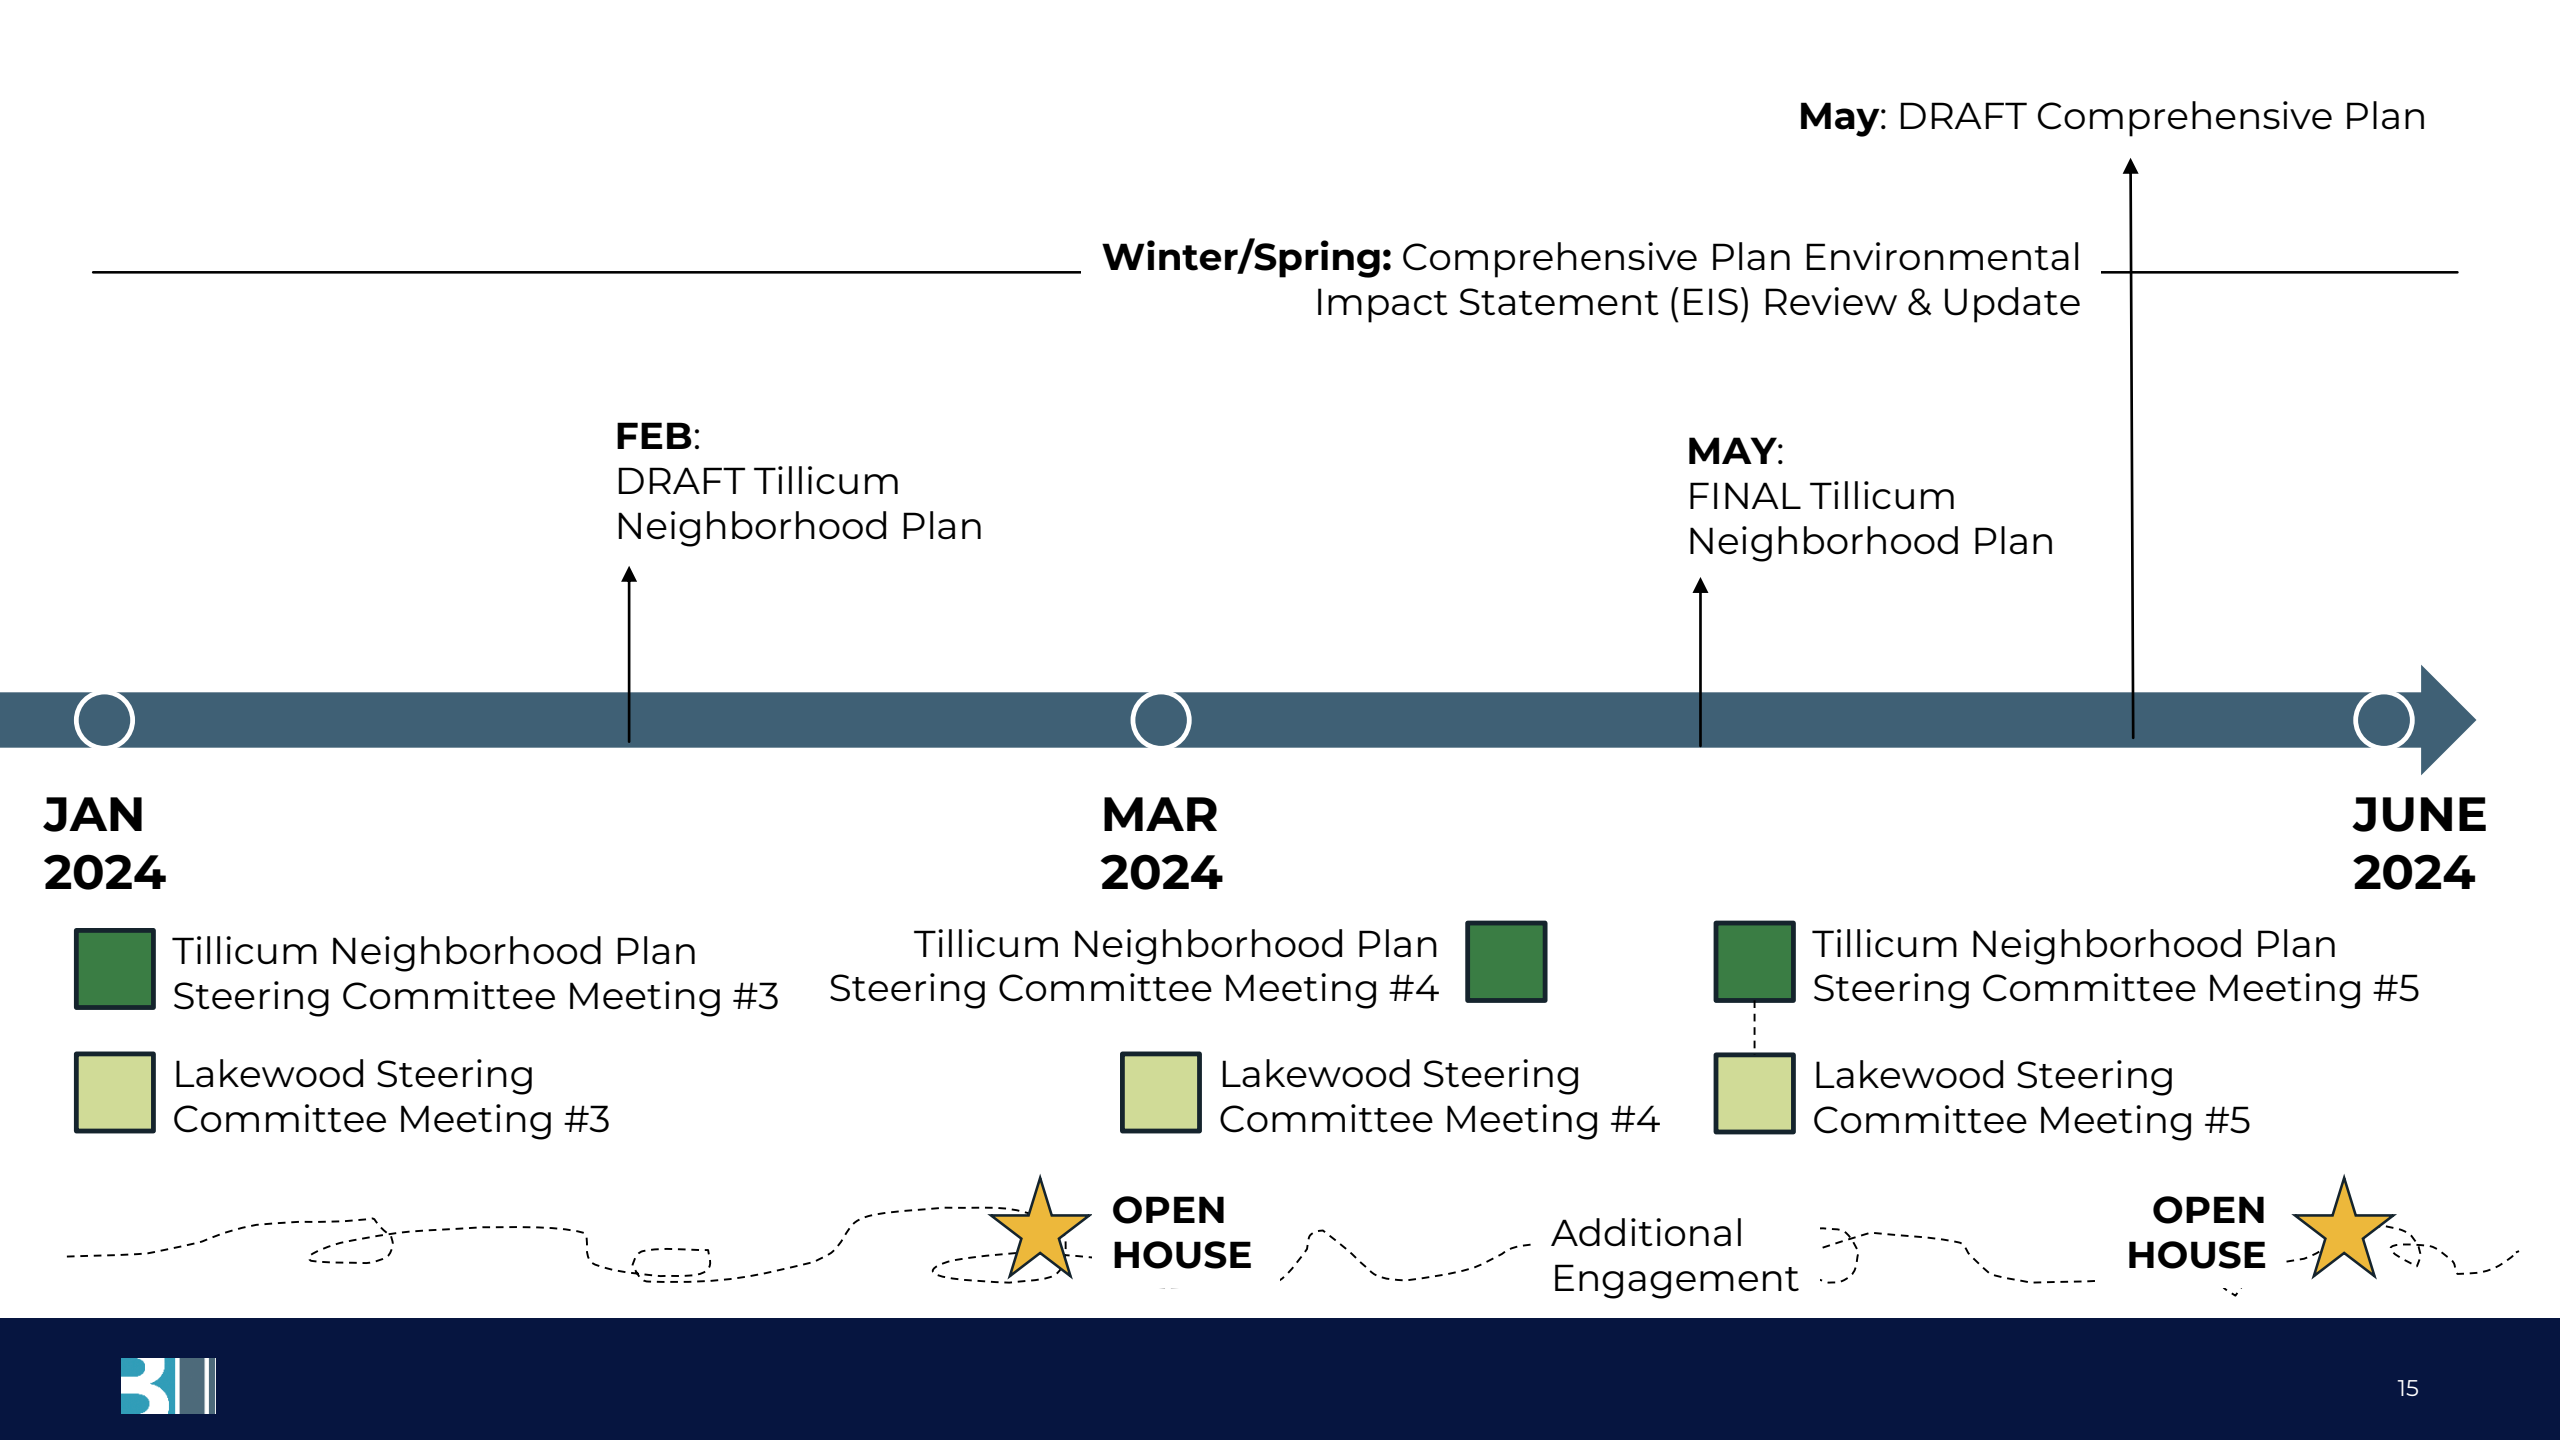 May: DRAFT Comprehensive Plan
Winter/Spring: Comprehensive Plan Environmental
Impact Statement (EIS) Review & Update
FEB:
DRAFT Tillicum
Neighborhood Plan
MAY:
FINAL Tillicum
Neighborhood Plan
JAN
2024
MAR
2024
JUNE
2024
Tillicum Neighborhood Plan
Steering Committee Meeting #3
Tillicum Neighborhood Plan
Steering Committee Meeting #4
Tillicum Neighborhood Plan
Steering Committee Meeting #5
Lakewood Steering
Committee Meeting #3
Lakewood Steering
Committee Meeting #4
Lakewood Steering
Committee Meeting #5
OPEN
HOUSE
Additional
Engagement
OPEN
HOUSE
15